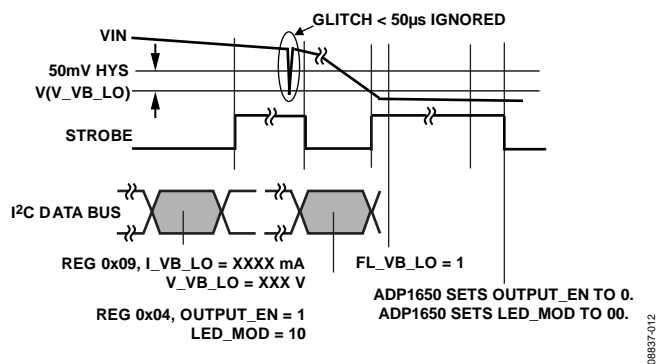 GLITCH < 50µs IGNORED
VIN
50mV HYS
V(V_VB_LO)
STROBE
I2C DATA BUS
REG 0x09, I_VB_LO = XXXX mA
V_VB_LO = XXX V
REG 0x04, OUTPUT_EN = 1
LED_MOD = 10
FL_VB_LO = 1
ADP1650 SETS OUTPUT_EN TO 0.
ADP1650 SETS LED_MOD TO 00.
08837-012